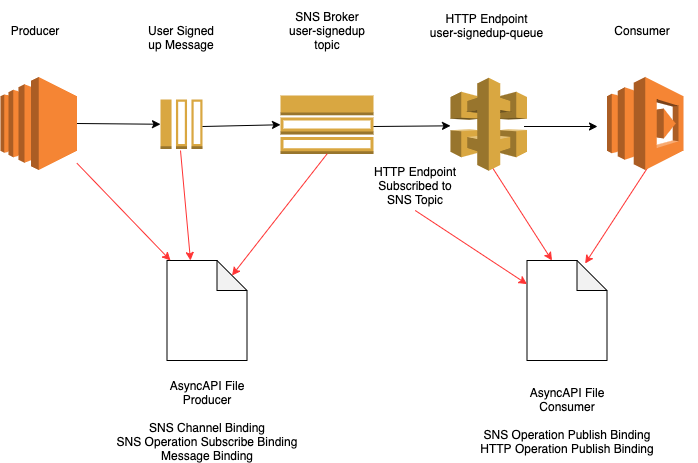 Producer
User Signed
up Message
SNS Broker
user-signedup
topic
HTTP Endpoint
user-signedup-queue
Consumer
HTTP Endpoint
Subscribed to
SNS Topic
AsyncAPI File
Producer
SNS Channel Binding
SNS Operation Subscribe Binding
Message Binding
AsyncAPI File
Consumer
SNS Operation Publish Binding
HTTP Operation Publish Binding